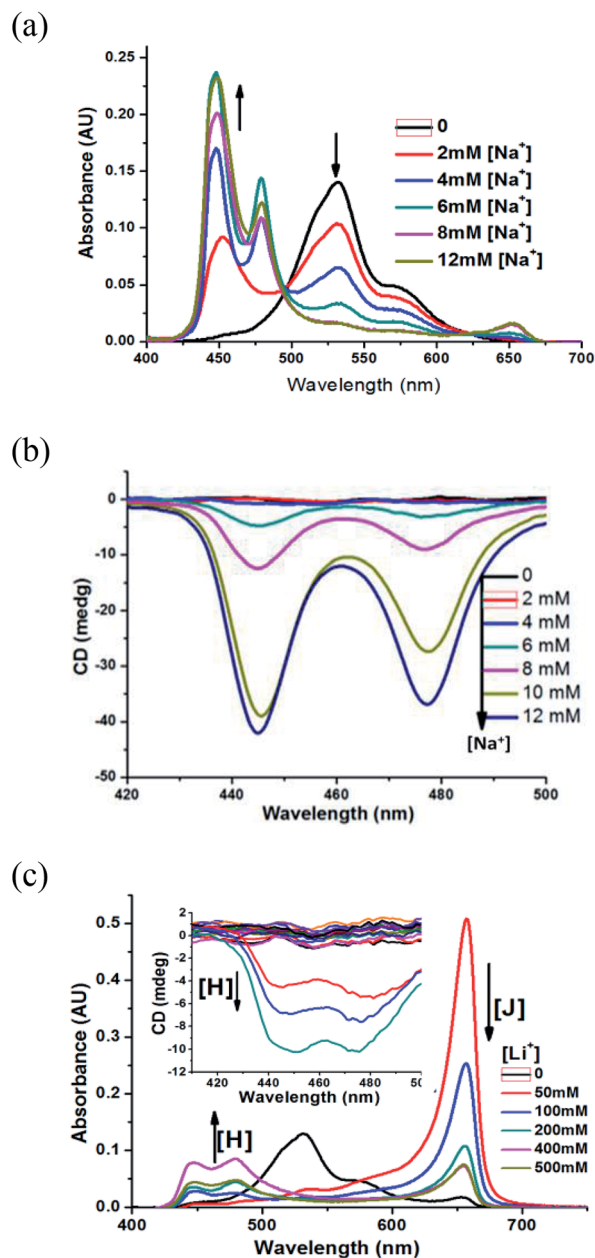 (a)
0.25
0.20
0.15
0.10
0.05
0.00
Absorbance (AU)
0
2mM [Na⁺]
4mM [Na⁺]
6mM [Na⁺]
8mM [Na⁺]
12mM [Na⁺]
400 450 500 550 600 650 700
Wavelength (nm)
(b)
0
-10
-20
-30
-40
-50
CD (medg)
0
2 mM
4 mM
6 mM
8 mM
10 mM
12 mM
[Na⁺]
420 440 460 480 500
Wavelength (nm)
(c)
0.5
0.4
0.3
0.2
0.1
0.0
Absorbance (AU)
2
0
-2
-4
-6
-8
-10
-12
CD (mdeg)
[H]
420 440 460 480 50
Wavelength (nm)
[J]
[Li⁺]
0
50mM
100mM
200mM
400mM
500mM
[H]
400 500 600 700
Wavelength (nm)